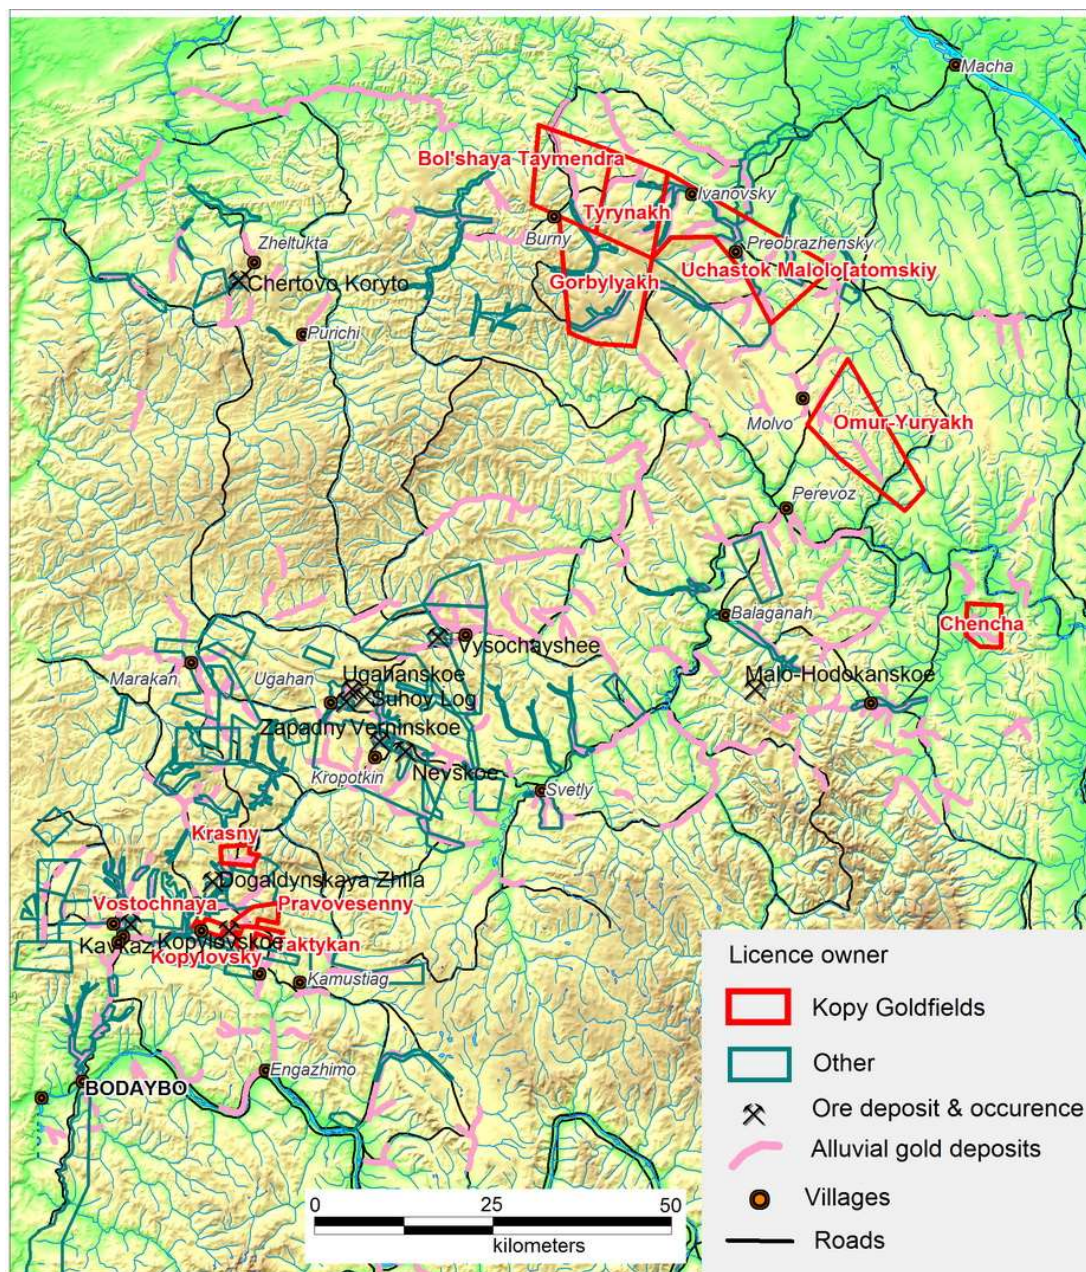 Macha
Bol'shaya Taymendra
Ivanovsky
Tyrynakh
Burny
Zheltukta
Preobrazhensky
Chertovo Koryto
Gorbylyakh
Uchastok Malolo[atomskiy
Purichi
Molvo
Omur-Yuryakh
Perevoz
Balaganah
Chencha
Vysochayshee
Marakan
Ugahan
Ugahanskoe
Malo-Hodokanskoe
Suhoy Log
Zapadny Verninskoe
Kropotkin
Nevskoe
Svetly
Krasny
Dogaldynskaya Zhila
Vostochnaya
Pravovesenny
Kavkaz
Kopylovskoe
Taktykan
Kopylovsky
Kamustiag
Engazhimo
BODAYBO
Licence owner
Kopy Goldfields
Other
Ore deposit & occurence
Alluvial gold deposits
Villages
Roads
0 25 50
kilometers